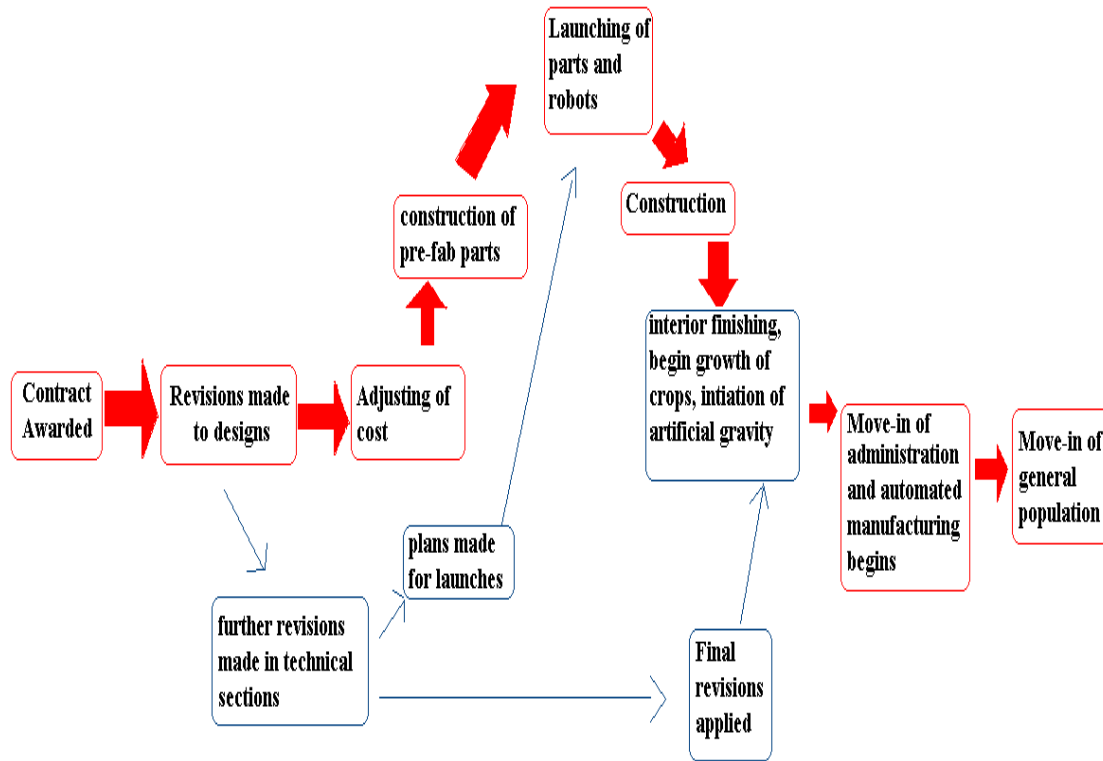 Launching of
parts and
robots
construction of
pre-fab parts
Construction
Contract
Awarded
Revisions made
to designs
Adjusting of
cost
interior finishing,
begin growth of
crops, intiation of
artificial gravity
Move-in of
administration
and automated
manufacturing
begins
Move-in of
general
population
plans made
for launches
further revisions
made in technical
sections
Final
revisions
applied